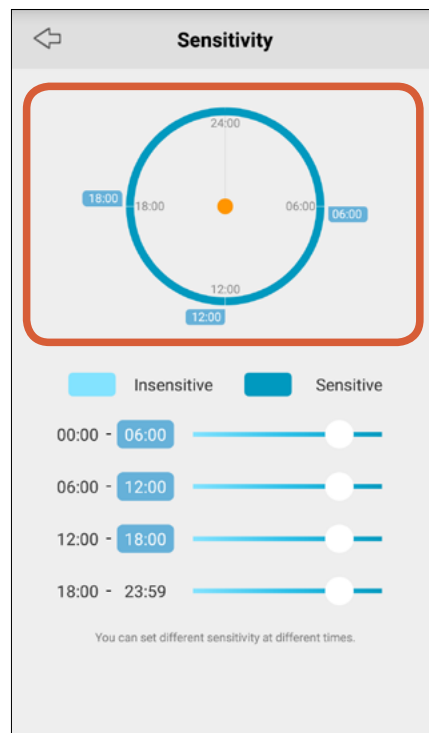 Sensitivity
24:00
18:00
18:00
06:00
06:00
12:00
12:00
Insensitive
Sensitive
00:00 - 06:00
06:00 - 12:00
12:00 - 18:00
18:00 - 23:59
You can set different sensitivity at different times.